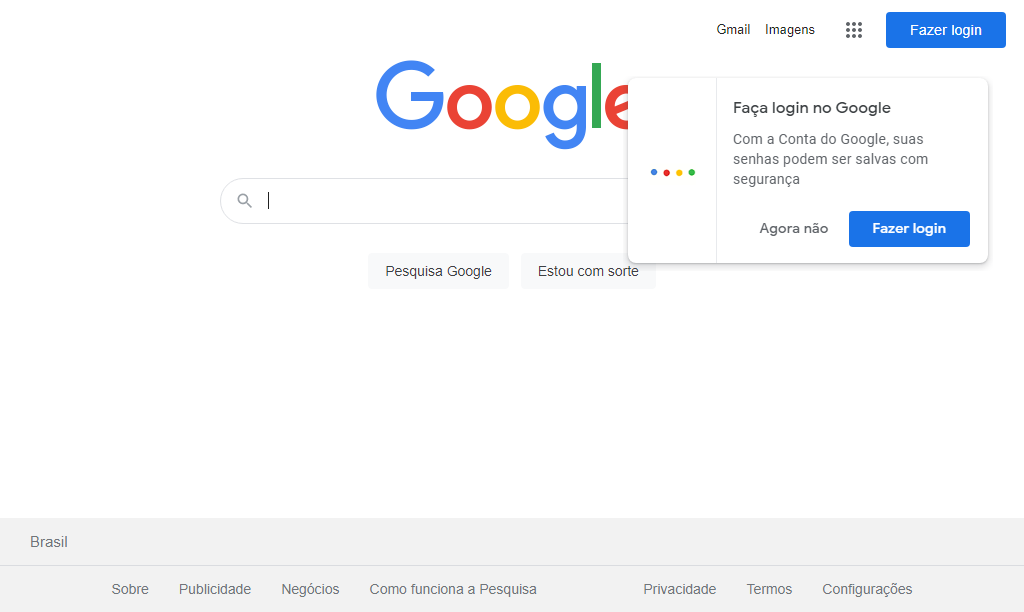 Gmail Imagens Fazer login
Google
Faça login no Google
Com a Conta do Google, suas
senhas podem ser salvas com
segurança
Agora não Fazer login
Pesquisa Google Estou com sorte
Brasil
Sobre Publicidade Negócios Como funciona a Pesquisa Privacidade Termos Configurações